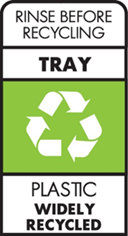 RINSE BEFORE
RECYCLING
TRAY
PLASTIC
WIDELY
RECYCLED